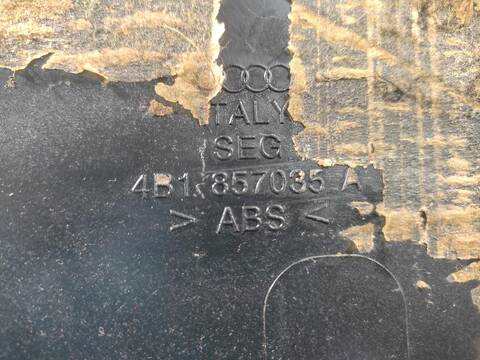 TALY
SEG
4B1 857035 A
> ABS <